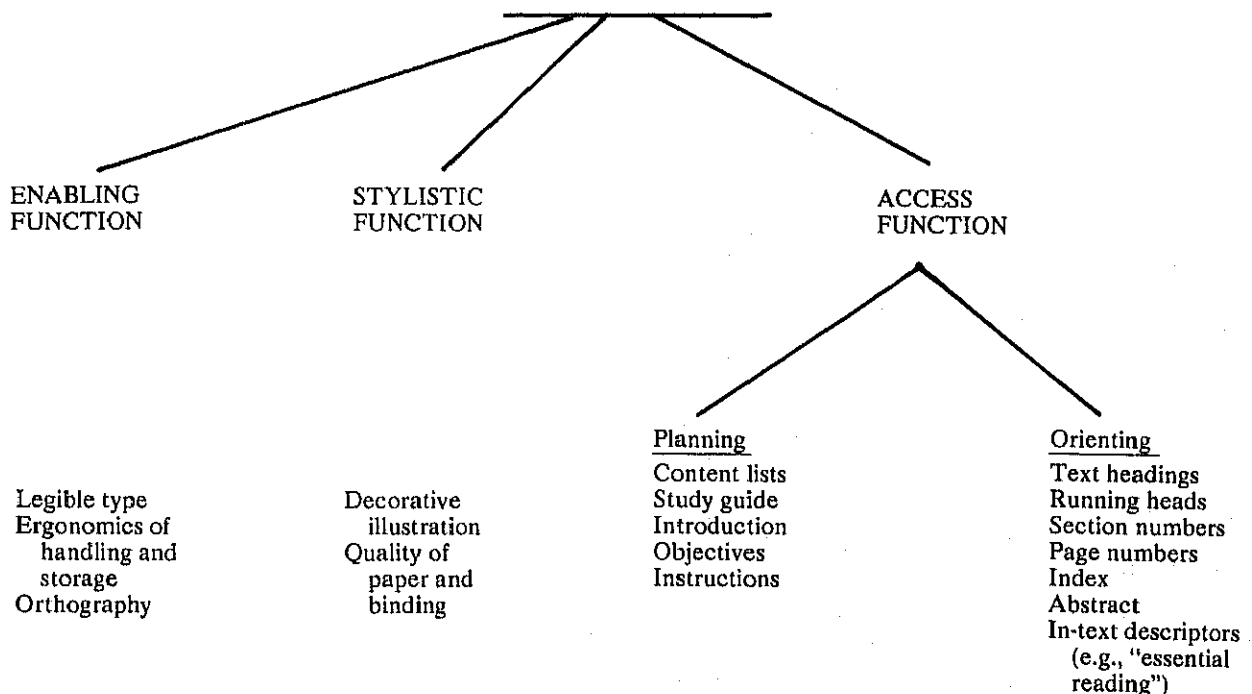 ENABLING
FUNCTION
STYLISTIC
FUNCTION
ACCESS
FUNCTION
Legible type
Ergonomics of
handling and
storage
Orthography
Decorative
illustration
Quality of
paper and
binding
Planning
Content lists
Study guide
Introduction
Objectives
Instructions
Orienting
Text headings
Running heads
Section numbers
Page numbers
Index
Abstract
In-text descriptors
(e.g., "essential
reading")